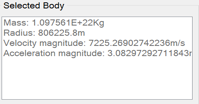 Selected Body
Mass: 1.097561E+22Kg
Radius: 806225.8m
Velocity magnitude: 7225.26902742236m/s
Acceleration magnitude: 3.08297292711843r